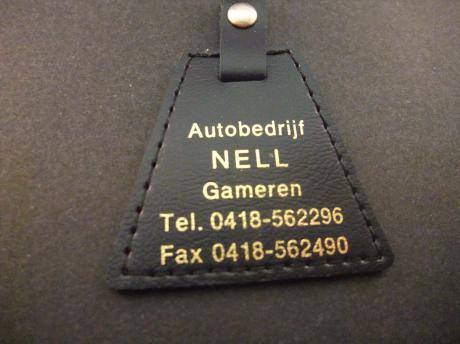 Autobedrijf
NELL
Gameren
Tel. 0418-562296
Fax 0418-562490